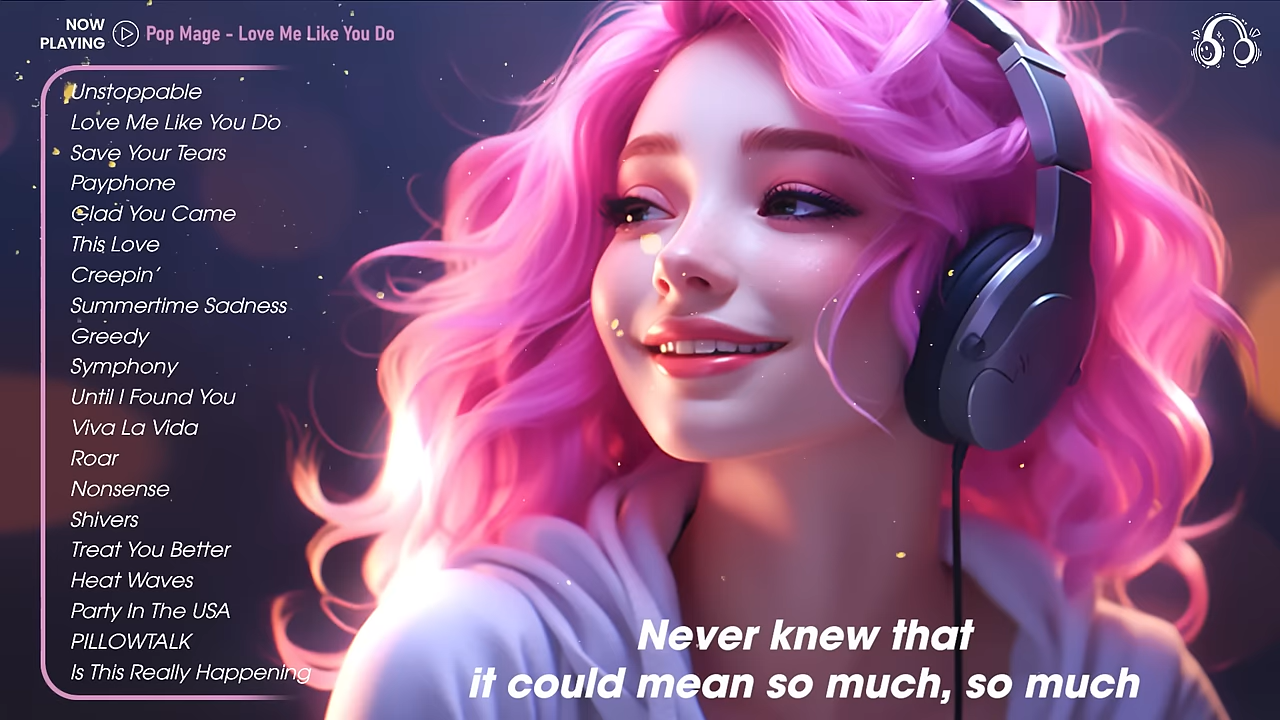 NOW
PLAYING
Pop Mage - Love Me Like You Do
Unstoppable
Love Me Like You Do
Save Your Tears
Payphone
Glad You Came
This Love
Creepin’
Summertime Sadness
Greedy
Symphony
Until I Found You
Viva La Vida
Roar
Nonsense
Shivers
Treat You Better
Heat Waves
Party In The USA
PILLOWTALK
Is This Really Happening
Never knew that
it could mean so much, so much